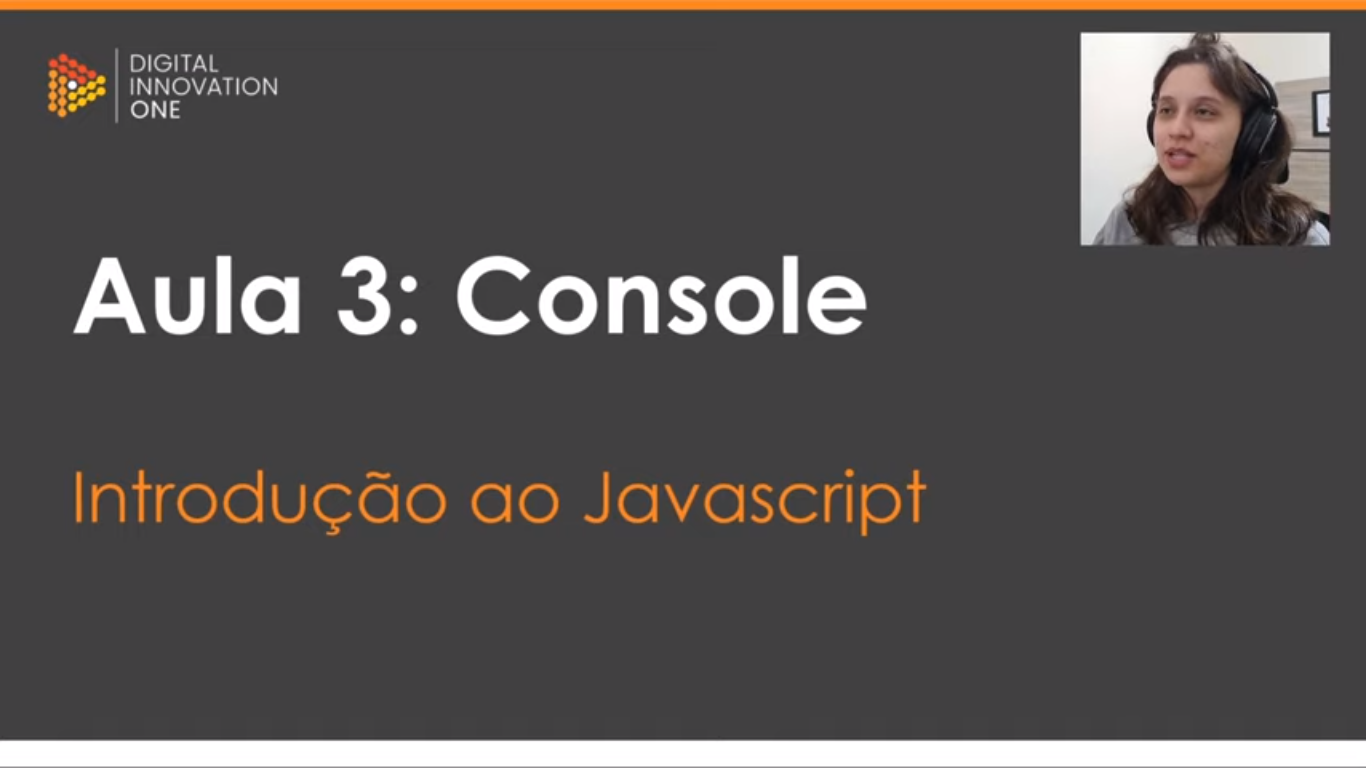 DIGITAL
INNOVATION
ONE
Aula 3: Console
Introdução ao Javascript